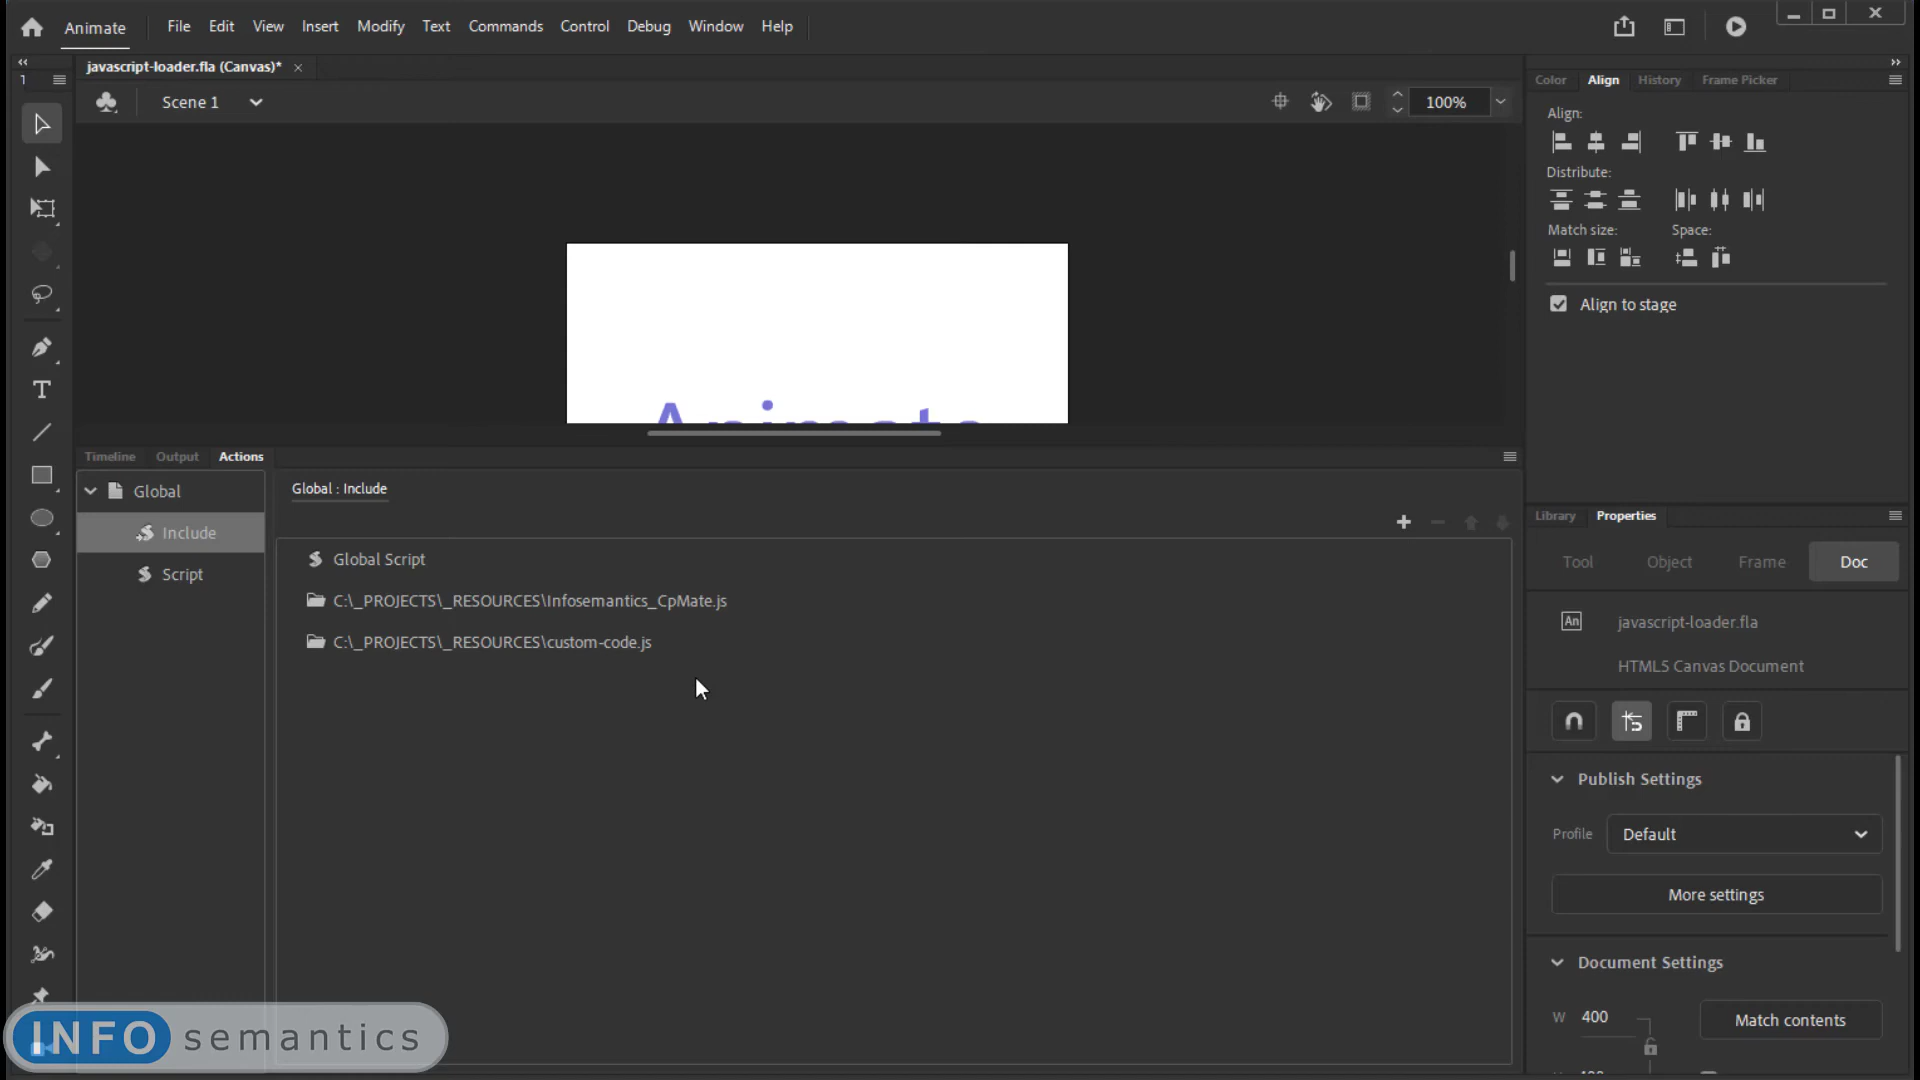 Animate
File Edit View Insert Modify Text Commands Control Debug Window Help
1
javascript-loader.fla (Canvas)*
Scene 1
100%
Color Align History Frame Picker
Align:
Distribute:
Match size: Space:
Align to stage
Timeline Output Actions
Global
Include
Script
Global : Include
Global Script
C:\_PROJECTS\_RESOURCES\Infosemantics_CpMate.js
C:\_PROJECTS\_RESOURCES\custom-code.js
Library Properties
Tool Object Frame Doc
An javascript-loader.fla
HTML5 Canvas Document
Publish Settings
Profile Default
More settings
Document Settings
W 400
Match contents
INFOsemantics